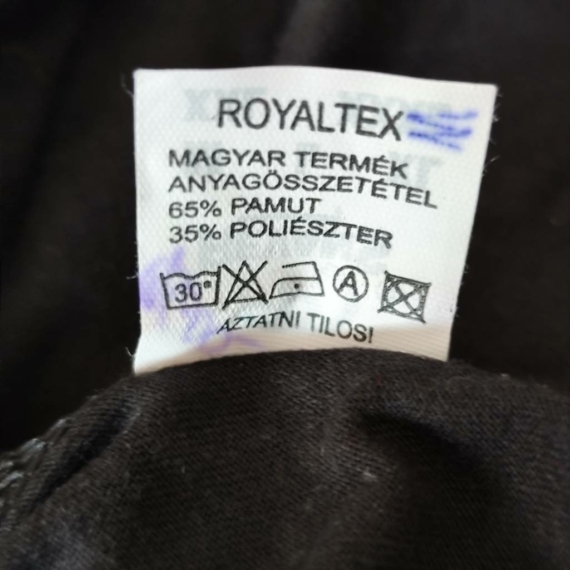 ROYALTEX
MAGYAR TERMÉK
ANYAGÖSSZETÉTEL
65% PAMUT
35% POLIÉSZTER
30° A
AZTATNI TILOS!